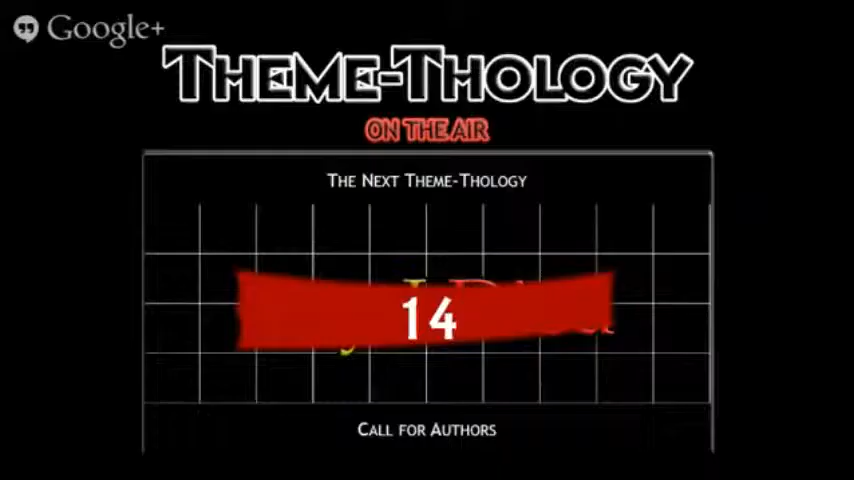 Google+
THEME-THOLOGY
ON THE AIR
THE NEXT THEME-THOLOGY
14
CALL FOR AUTHORS